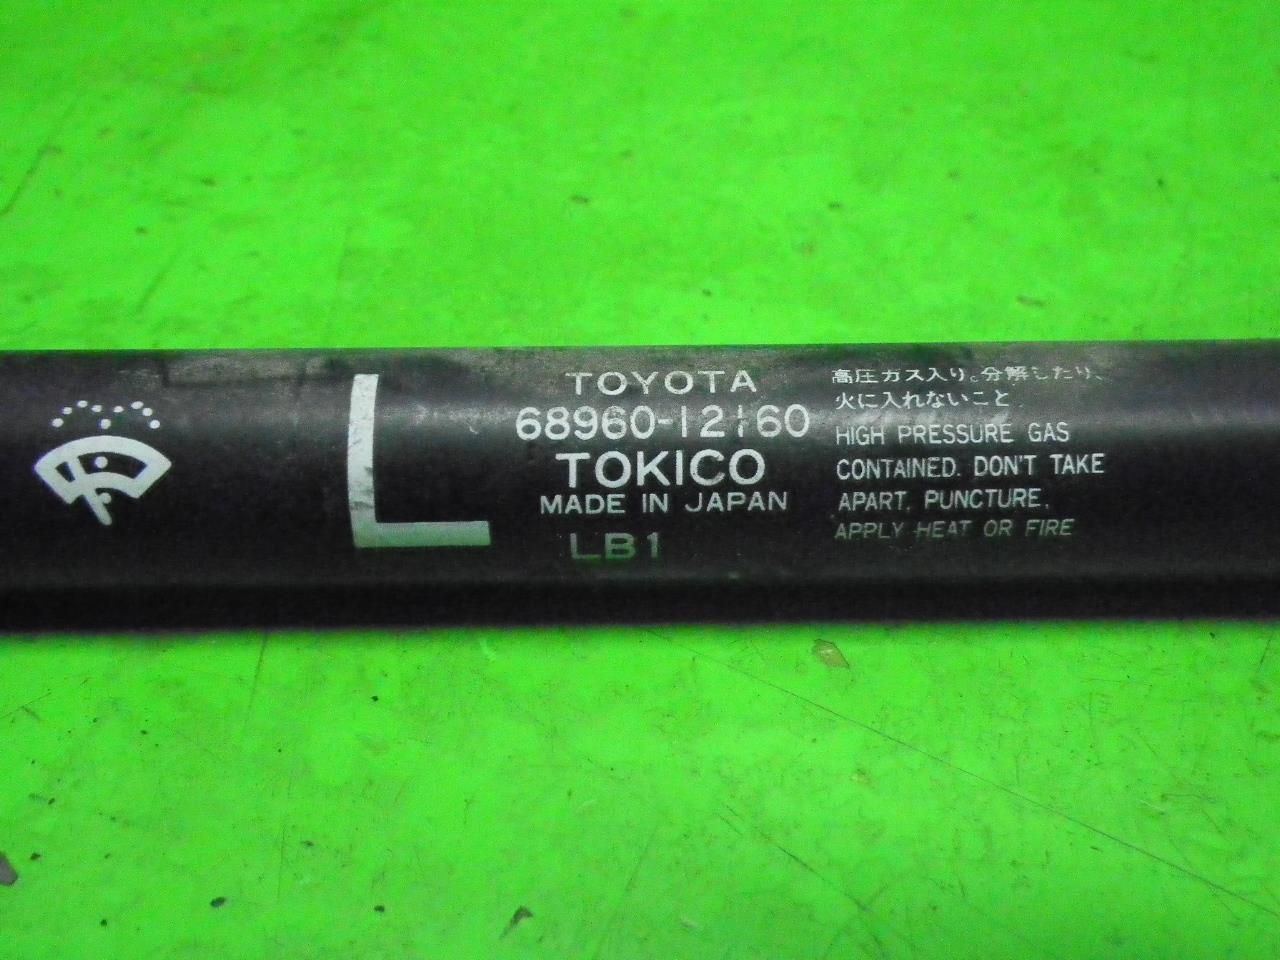 L
TOYOTA
68960-12160
TOKICO
MADE IN JAPAN
LB1
高圧ガス入り。分解したり、
火に入れないこと
HIGH PRESSURE GAS
CONTAINED. DON'T TAKE
APART, PUNCTURE,
APPLY HEAT OR FIRE